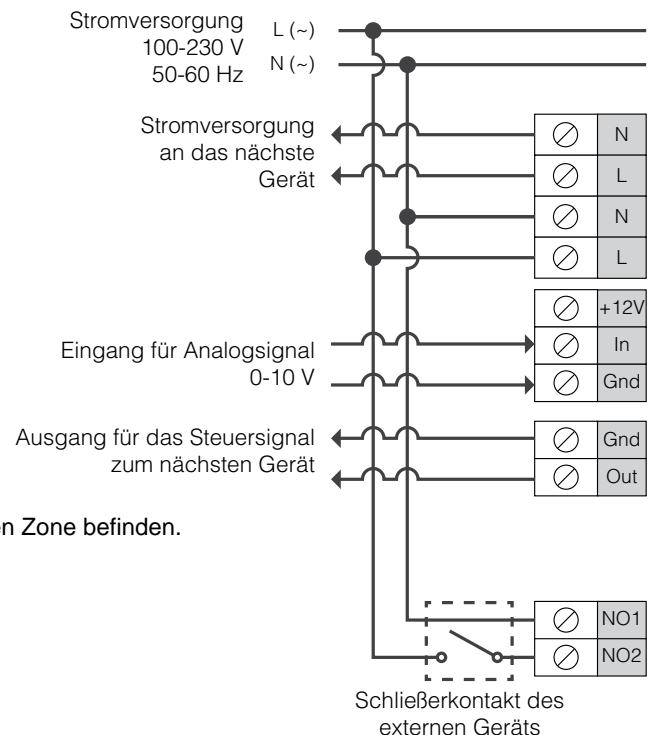 Stromversorgung
100-230 V
50-60 Hz
L (~)
N (~)
Stromversorgung
an das nächste
Gerät
N
L
N
L
+12V
Eingang für Analogsignal
0-10 V
In
Gnd
Ausgang für das Steuersignal
zum nächsten Gerät
Gnd
Out
en Zone befinden.
NO1
NO2
Schließerkontakt des
externen Geräts